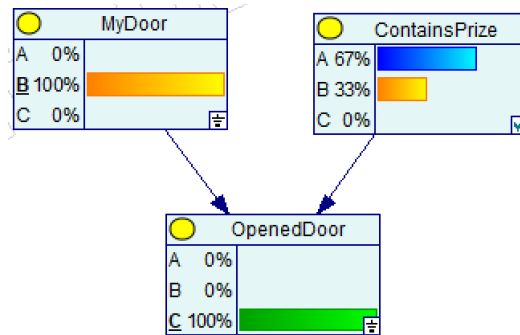 MyDoor
A 0%
B 100%
C 0%
ContainsPrize
A 67%
B 33%
C 0%
OpenedDoor
A 0%
B 0%
C 100%